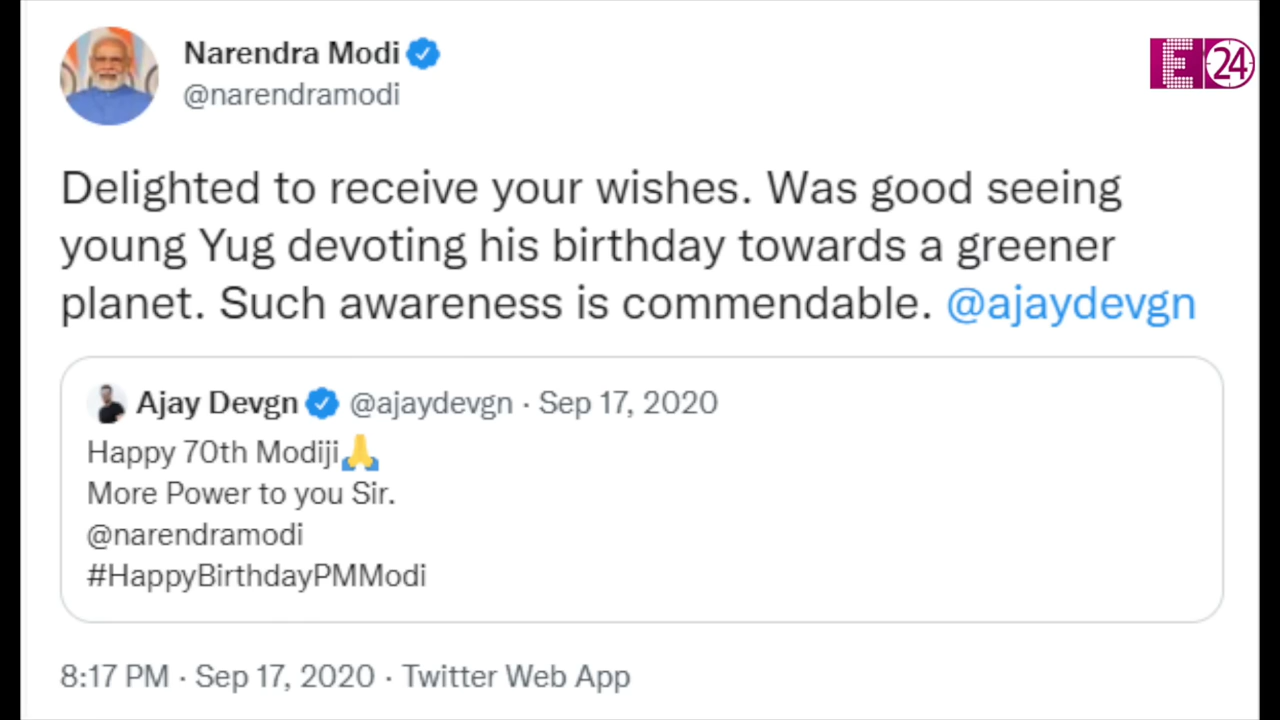 Narendra Modi
E24
@narendramodi
Delighted to receive your wishes. Was good seeing
young Yug devoting his birthday towards a greener
planet. Such awareness is commendable. @ajaydevgn
Ajay Devgn @ajaydevgn · Sep 17, 2020
Happy 70th Modiji🙏
More Power to you Sir.
@narendramodi
#HappyBirthdayPMModi
8:17 PM · Sep 17, 2020 · Twitter Web App